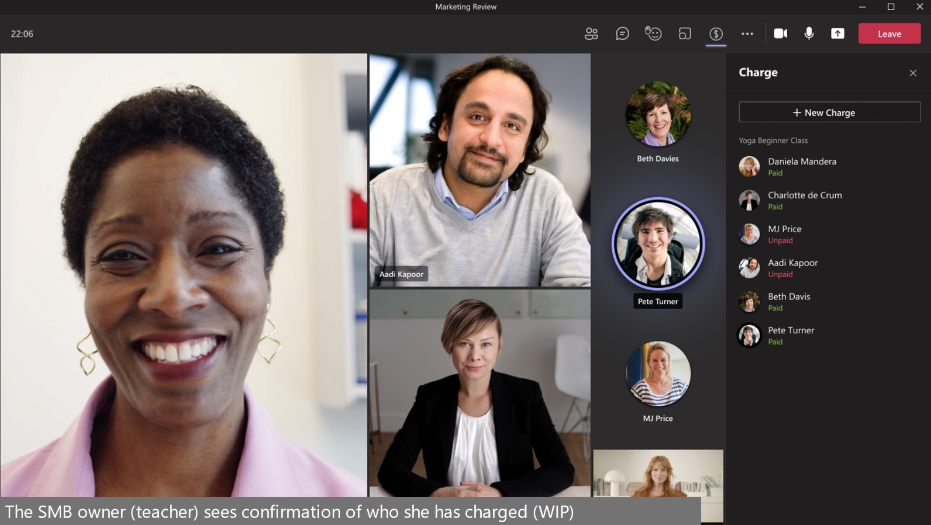 Marketing Review
22:06
Leave
Charge
+ New Charge
Yoga Beginner Class
Daniela Mandera
Paid
Charlotte de Crum
Paid
MJ Price
Unpaid
Aadi Kapoor
Unpaid
Beth Davis
Paid
Pete Turner
Paid
Aadi Kapoor
Beth Davies
Pete Turner
MJ Price
The SMB owner (teacher) sees confirmation of who she has charged (WIP)